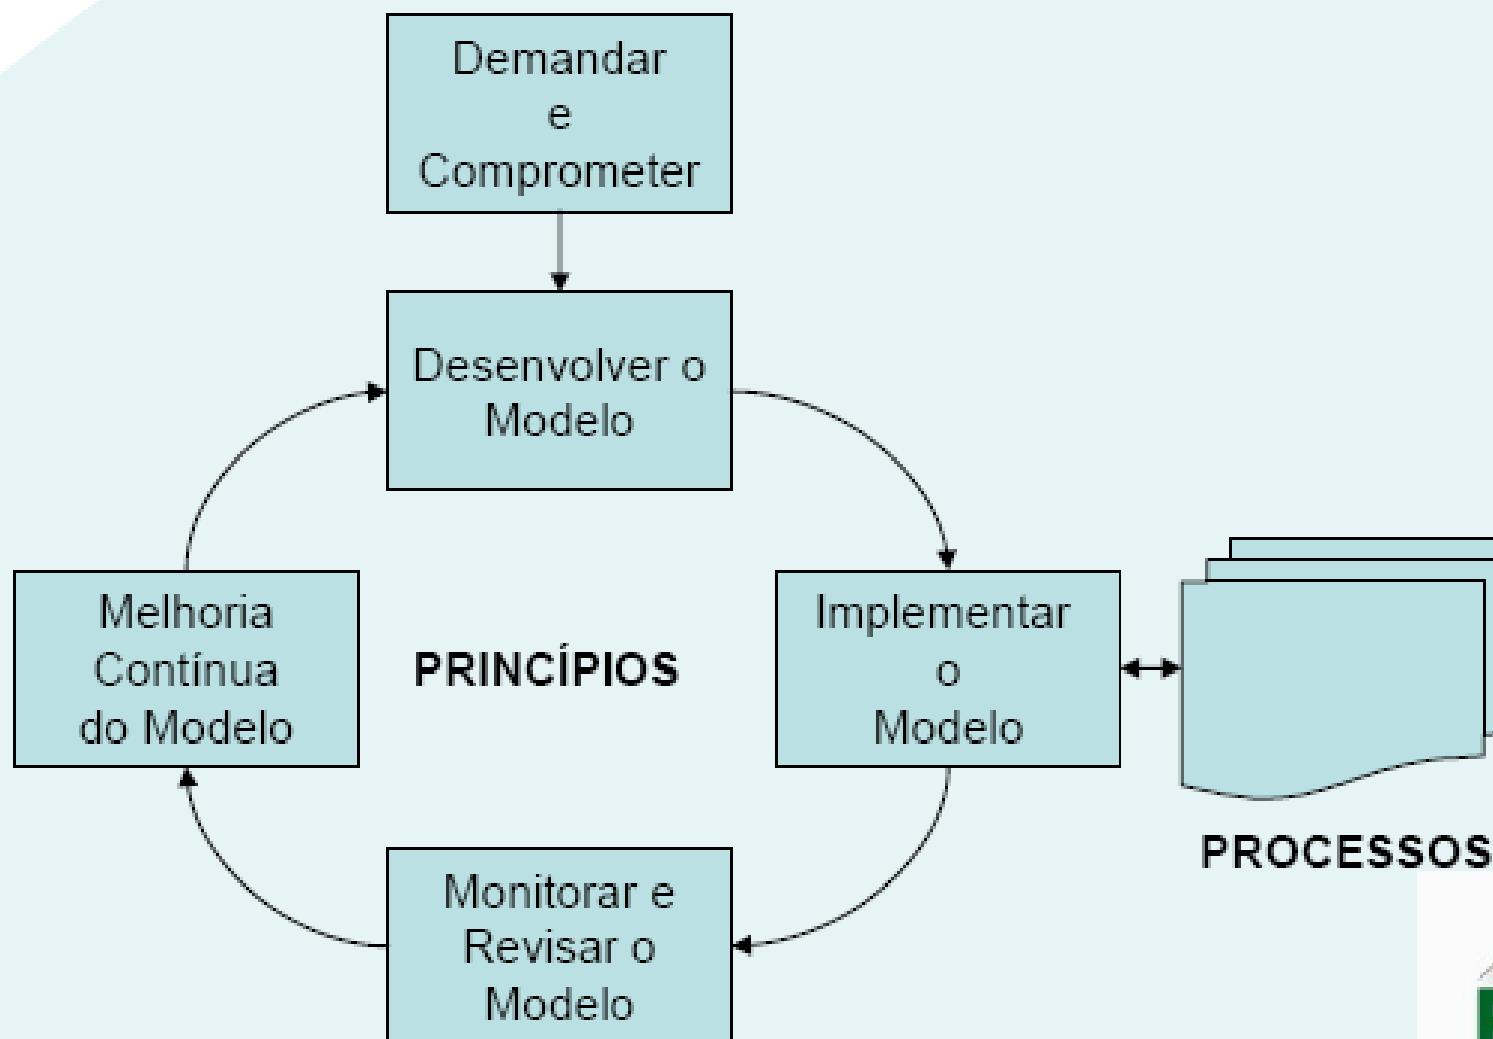 Demandar
e
Comprometer
Desenvolver o
Modelo
Melhoria
Contínua
do Modelo
PRINCÍPIOS
Implementar
o
Modelo
PROCESSOS
Monitorar e
Revisar o
Modelo